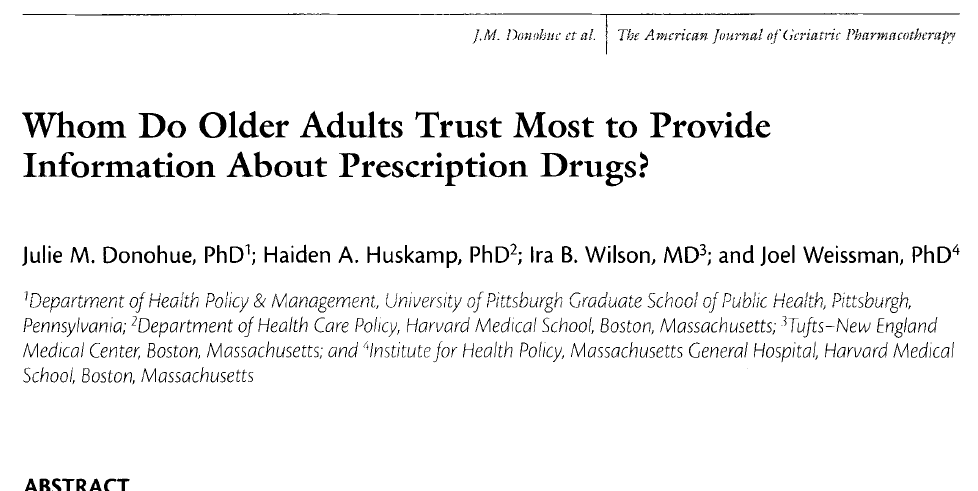 J.M. Donohue et al. The American Journal of Geriatric Pharmacotherapy
Whom Do Older Adults Trust Most to Provide
Information About Prescription Drugs?
Julie M. Donohue, PhD¹; Haiden A. Huskamp, PhD²; Ira B. Wilson, MD³; and Joel Weissman, PhD⁴
¹Department of Health Policy & Management, University of Pittsburgh Graduate School of Public Health, Pittsburgh,
Pennsylvania; ²Department of Health Care Policy, Harvard Medical School, Boston, Massachusetts; ³Tufts–New England
Medical Center, Boston, Massachusetts; and ⁴Institute for Health Policy, Massachusetts General Hospital, Harvard Medical
School, Boston, Massachusetts
ABSTRACT